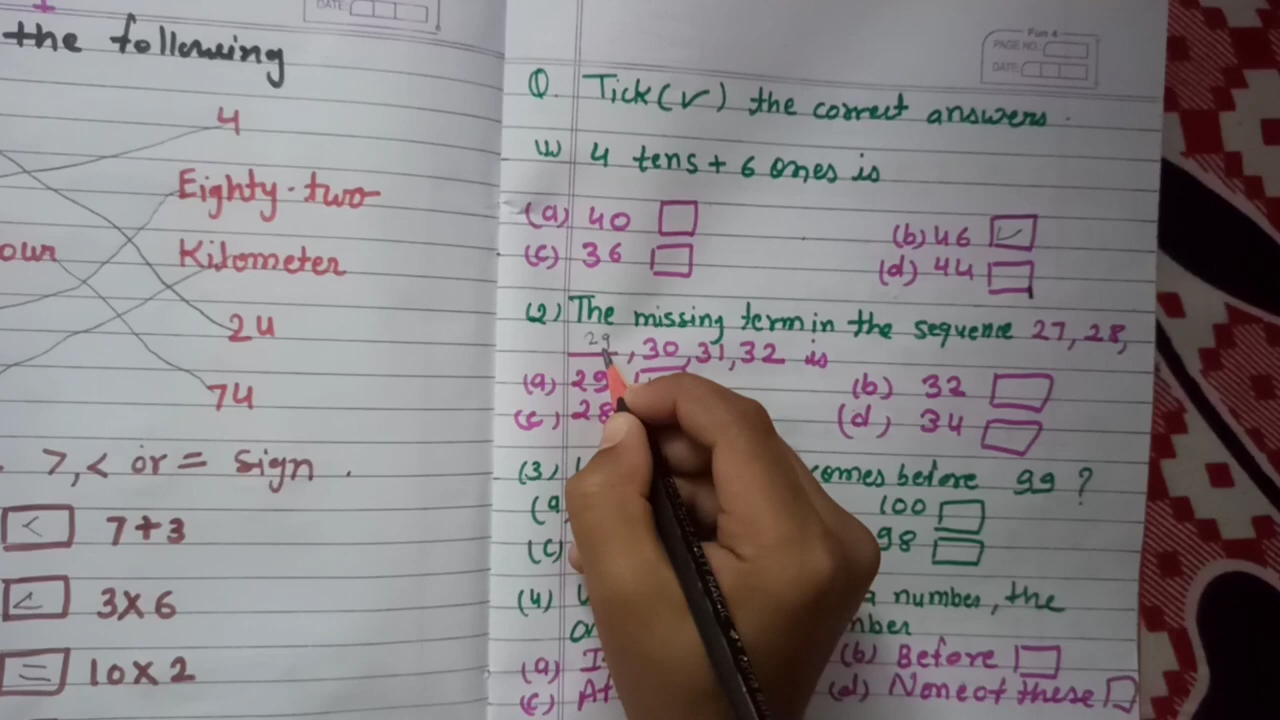 DATE:
the following
4
Eighty-two
our
Kilometer
24
74
>, < or = sign.
< 7+3
< 3x6
= 10x2
Fun 4
PAGE NO.:
DATE:
Q. Tick(✓) the correct answers.
(1) 4 tens + 6 ones is
(a) 40 (b) 46 ✓
(c) 36 (d) 44
(2) The missing term in the sequence 27, 28,
29, 30, 31, 32 is
(a) 29 (b) 32
(c) 28 (d) 34
(3) comes before 99?
(a 100
(c) 98
(4) number, the
(a) (b) Before
(c) (d) None of these